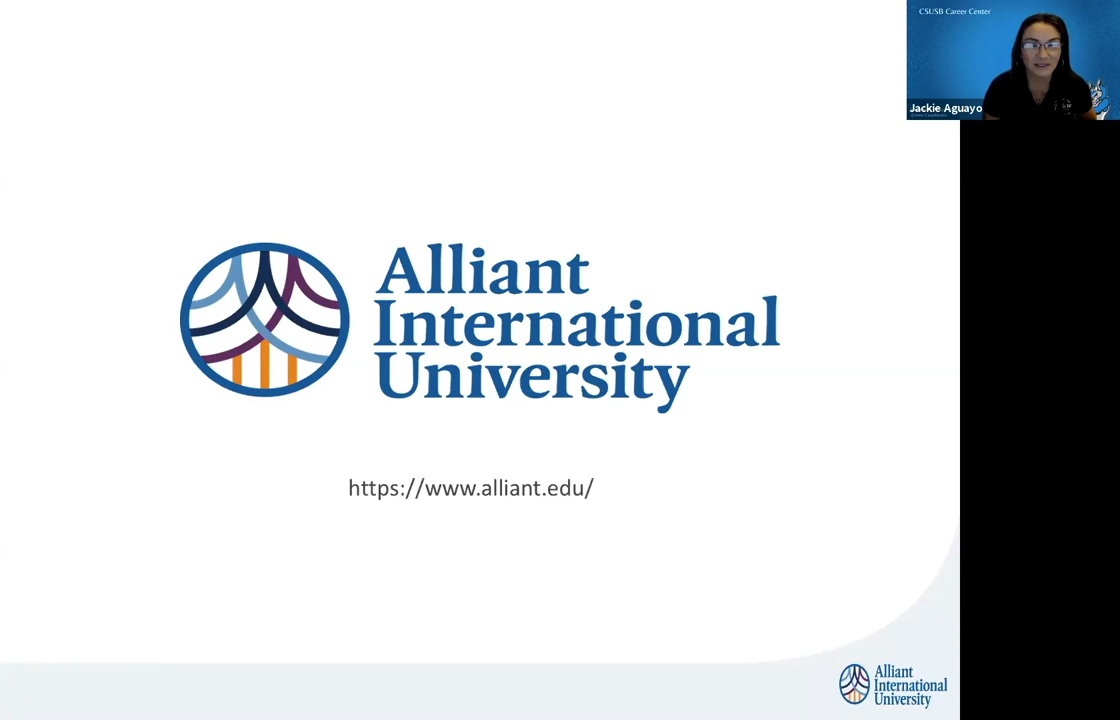 CSUSB Career Center
Jackie Aguayo
Alliant
International
University
https://www.alliant.edu/
Alliant
International
University